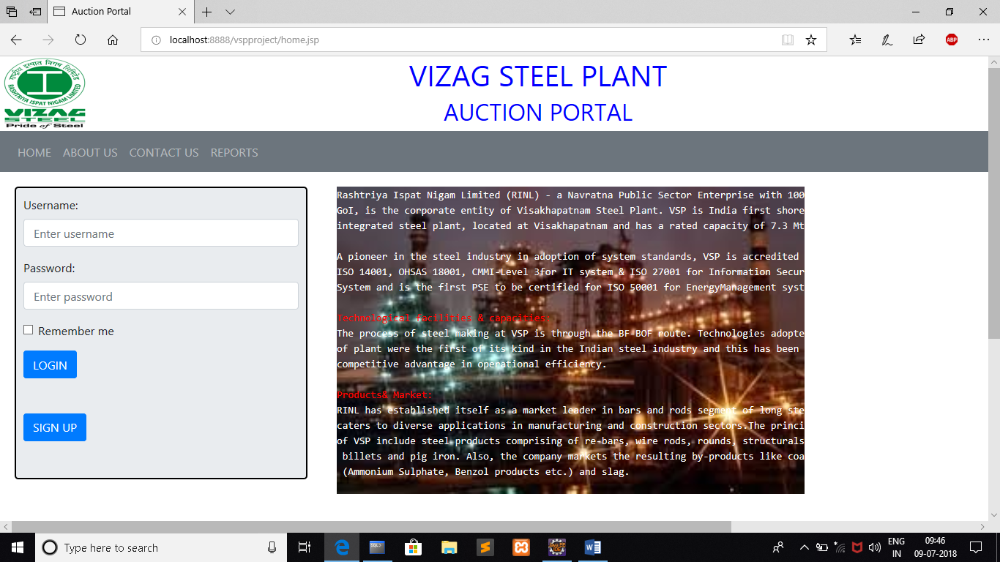 Auction Portal
localhost:8888/vspproject/home.jsp
ABP
राष्ट्रीय इस्पात निगम लिमिटेड
RASHTRIYA ISPAT NIGAM LIMITED
VIZAG
STEEL
Pride of Steel
VIZAG STEEL PLANT
AUCTION PORTAL
HOME ABOUT US CONTACT US REPORTS
Username:
Enter username
Password:
Enter password
Remember me
LOGIN
SIGN UP
Rashtriya Ispat Nigam Limited (RINL) - a Navratna Public Sector Enterprise with 100
GoI, is the corporate entity of Visakhapatnam Steel Plant. VSP is India first shore
integrated steel plant, located at Visakhapatnam and has a rated capacity of 7.3 Mt
A pioneer in the steel industry in adoption of system standards, VSP is accredited
ISO 14001, OHSAS 18001, CMMI-Level 3for IT system & ISO 27001 for Information Secur
System and is the first PSE to be certified for ISO 50001 for EnergyManagement syst
Technological facilities & capacities:
The process of steel making at VSP is through the BF-BOF route. Technologies adopte
of plant were the first of its kind in the Indian steel industry and this has been
competitive advantage in operational efficiency.
Products& Market:
RINL has established itself as a market leader in bars and rods segment of long ste
caters to diverse applications in manufacturing and construction sectors.The princi
of VSP include steel products comprising of re-bars, wire rods, rounds, structurals
billets and pig iron. Also, the company markets the resulting by-products like coa
(Ammonium Sulphate, Benzol products etc.) and slag.
Type here to search
ENG
IN
09:46
09-07-2018